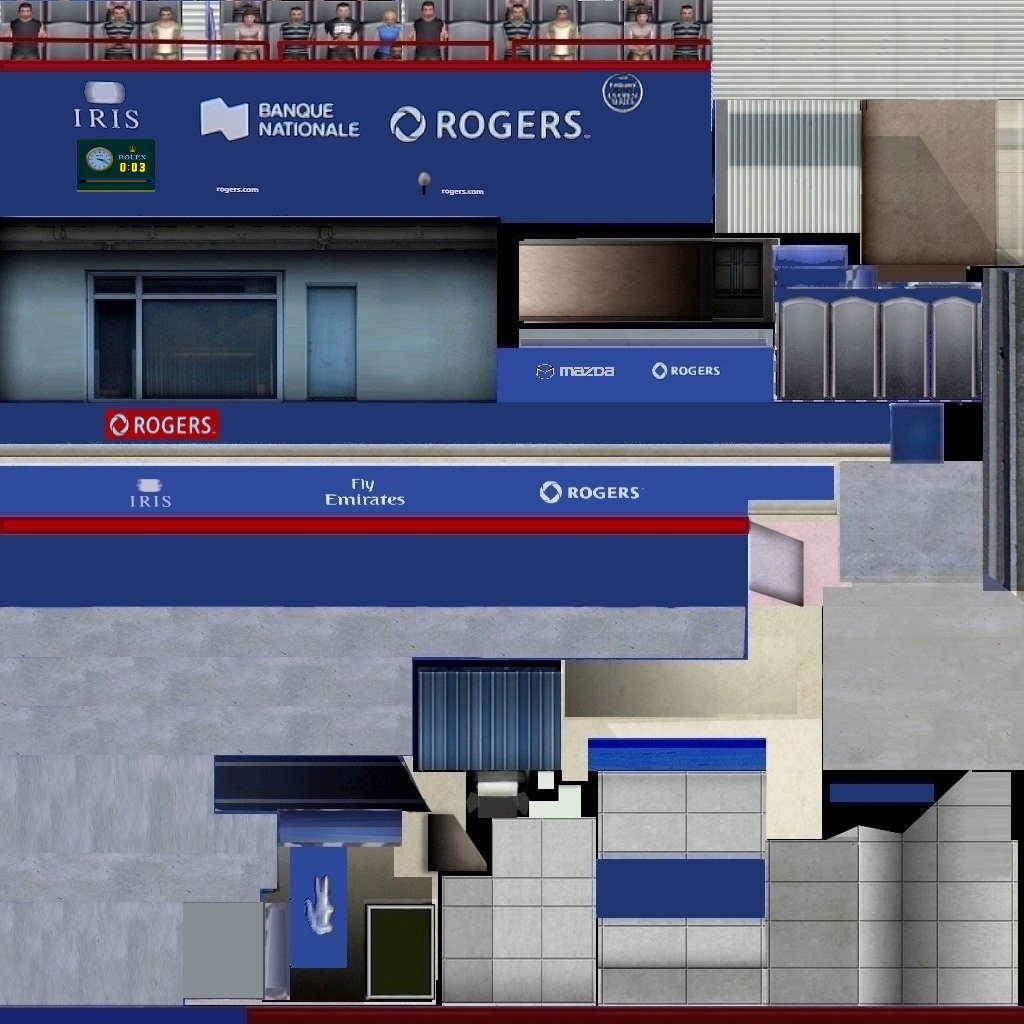 IRIS
BANQUE
NATIONALE
ROGERS
ROLEX
0:03
rogers.com
rogers.com
mazda
ROGERS
ROGERS
IRIS
Fly
Emirates
ROGERS